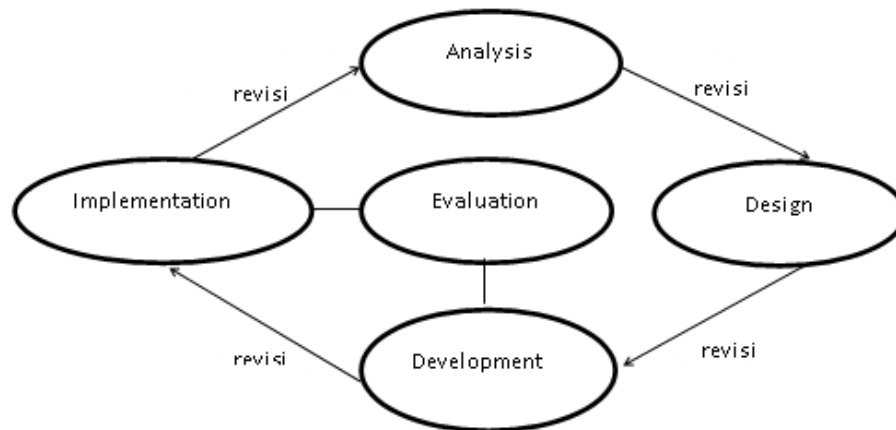 Analysis
revisi
revisi
Implementation
Evaluation
Design
revisi
revisi
Development